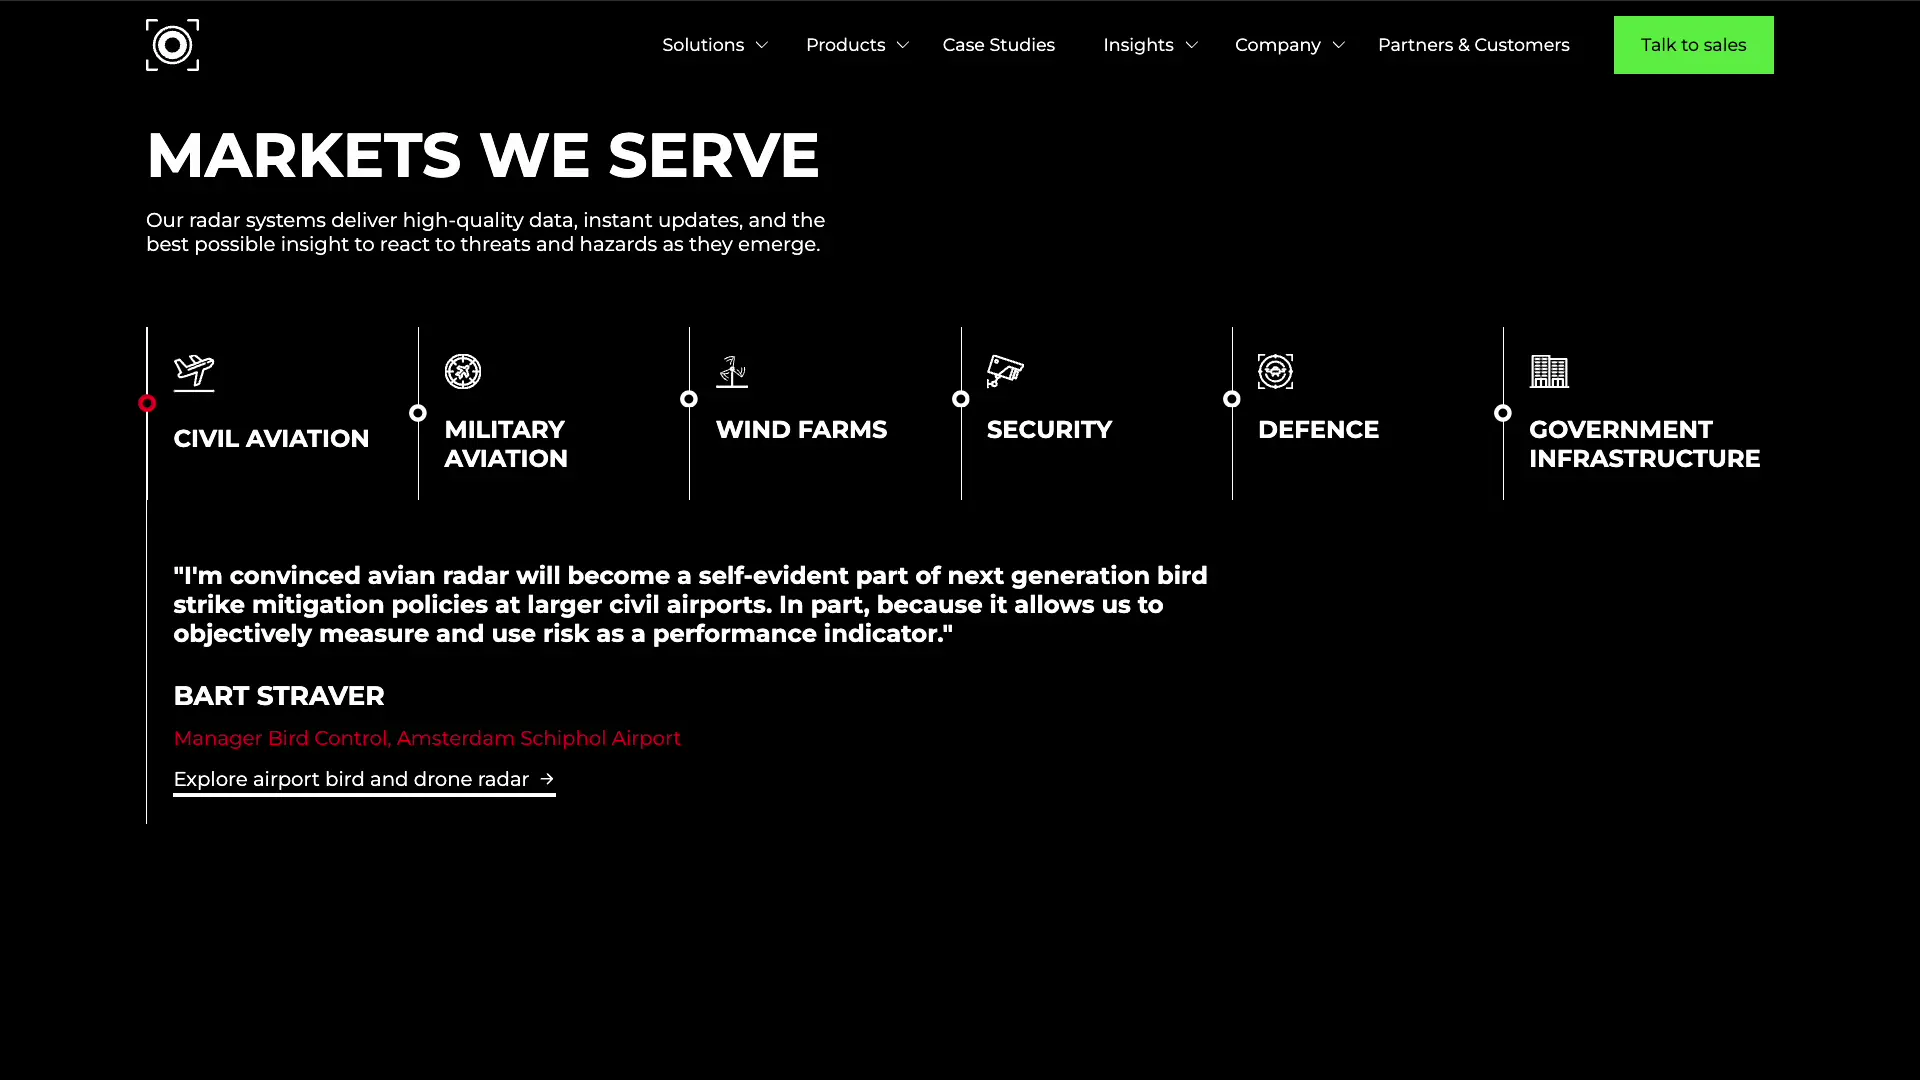 Solutions
Products
Case Studies
Insights
Company
Partners & Customers
Talk to sales
MARKETS WE SERVE
Our radar systems deliver high-quality data, instant updates, and the
best possible insight to react to threats and hazards as they emerge.
CIVIL AVIATION
MILITARY
AVIATION
WIND FARMS
SECURITY
DEFENCE
GOVERNMENT
INFRASTRUCTURE
"I'm convinced avian radar will become a self-evident part of next generation bird
strike mitigation policies at larger civil airports. In part, because it allows us to
objectively measure and use risk as a performance indicator."
BART STRAVER
Manager Bird Control, Amsterdam Schiphol Airport
Explore airport bird and drone radar →